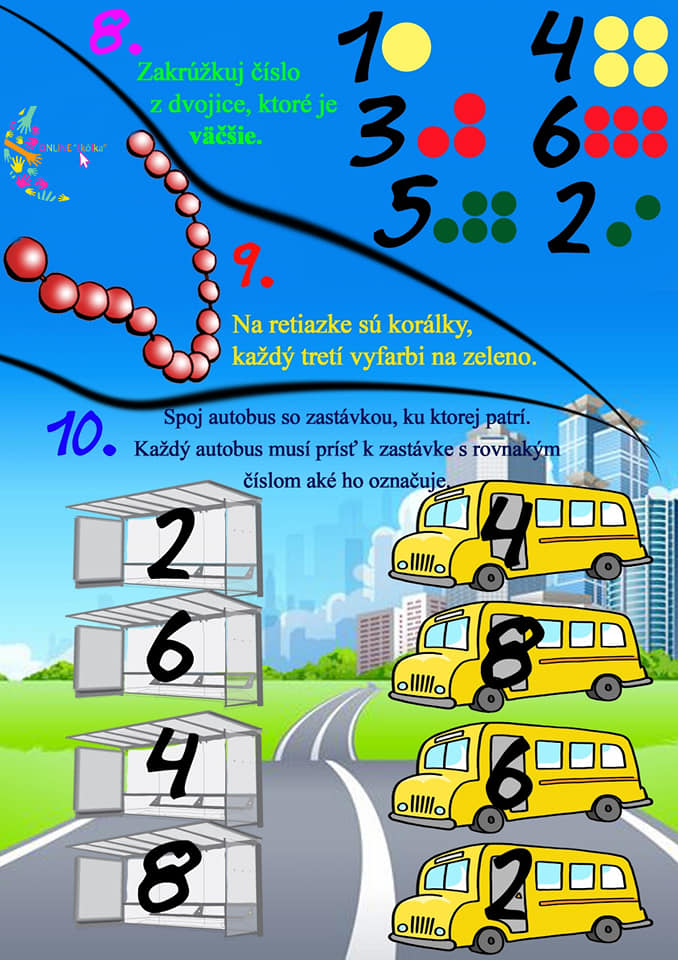 8.
Zakrúžkuj číslo
z dvojice, ktoré je
väčšie.
1 4
3 6
5 2
ONLINE "škôlka"
9.
Na retiazke sú korálky,
každý tretí vyfarbi na zeleno.
10.
Spoj autobus so zastávkou, ku ktorej patrí.
Každý autobus musí prísť k zastávke s rovnakým
číslom aké ho označuje.
2 4
6 8
4 6
8 2